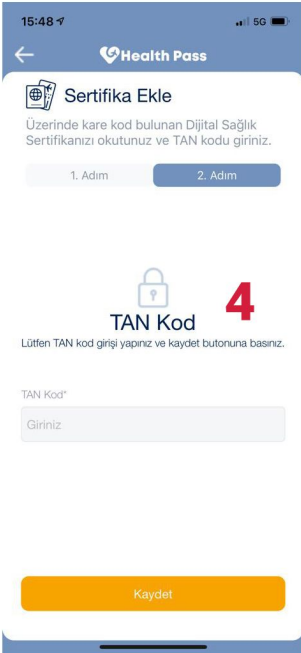 15:48
5G
Health Pass
Sertifika Ekle
Üzerinde kare kod bulunan Dijital Sağlık
Sertifikanızı okutunuz ve TAN kodu giriniz.
1. Adım
2. Adım
4
TAN Kod
Lütfen TAN kod girişi yapınız ve kaydet butonuna basınız.
TAN Kod*
Giriniz
Kaydet